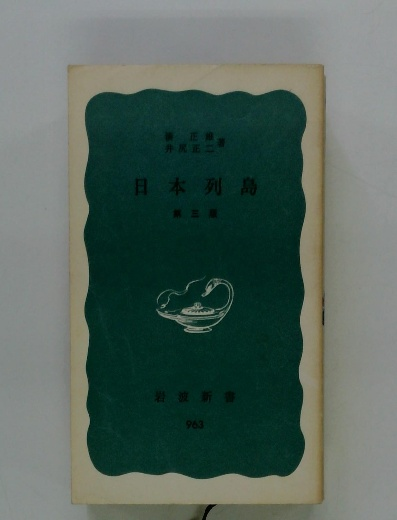 湊 正雄
井尻正二 著
日本列島
第三版
岩波新書
963